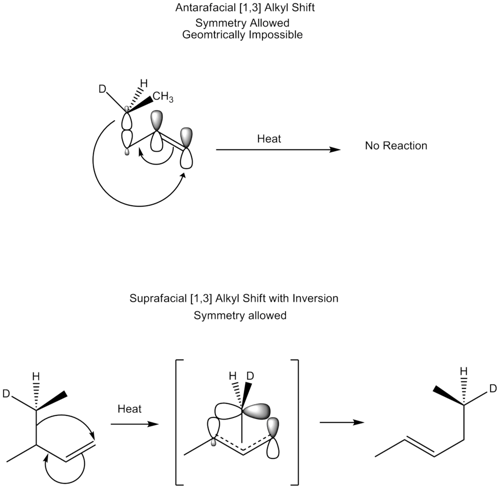 Antarafacial [1,3] Alkyl Shift
Symmetry Allowed
Geomtrically Impossible
H
D
CH3
Heat
No Reaction
Suprafacial [1,3] Alkyl Shift with Inversion
Symmetry allowed
H
D
Heat
H D
H
D